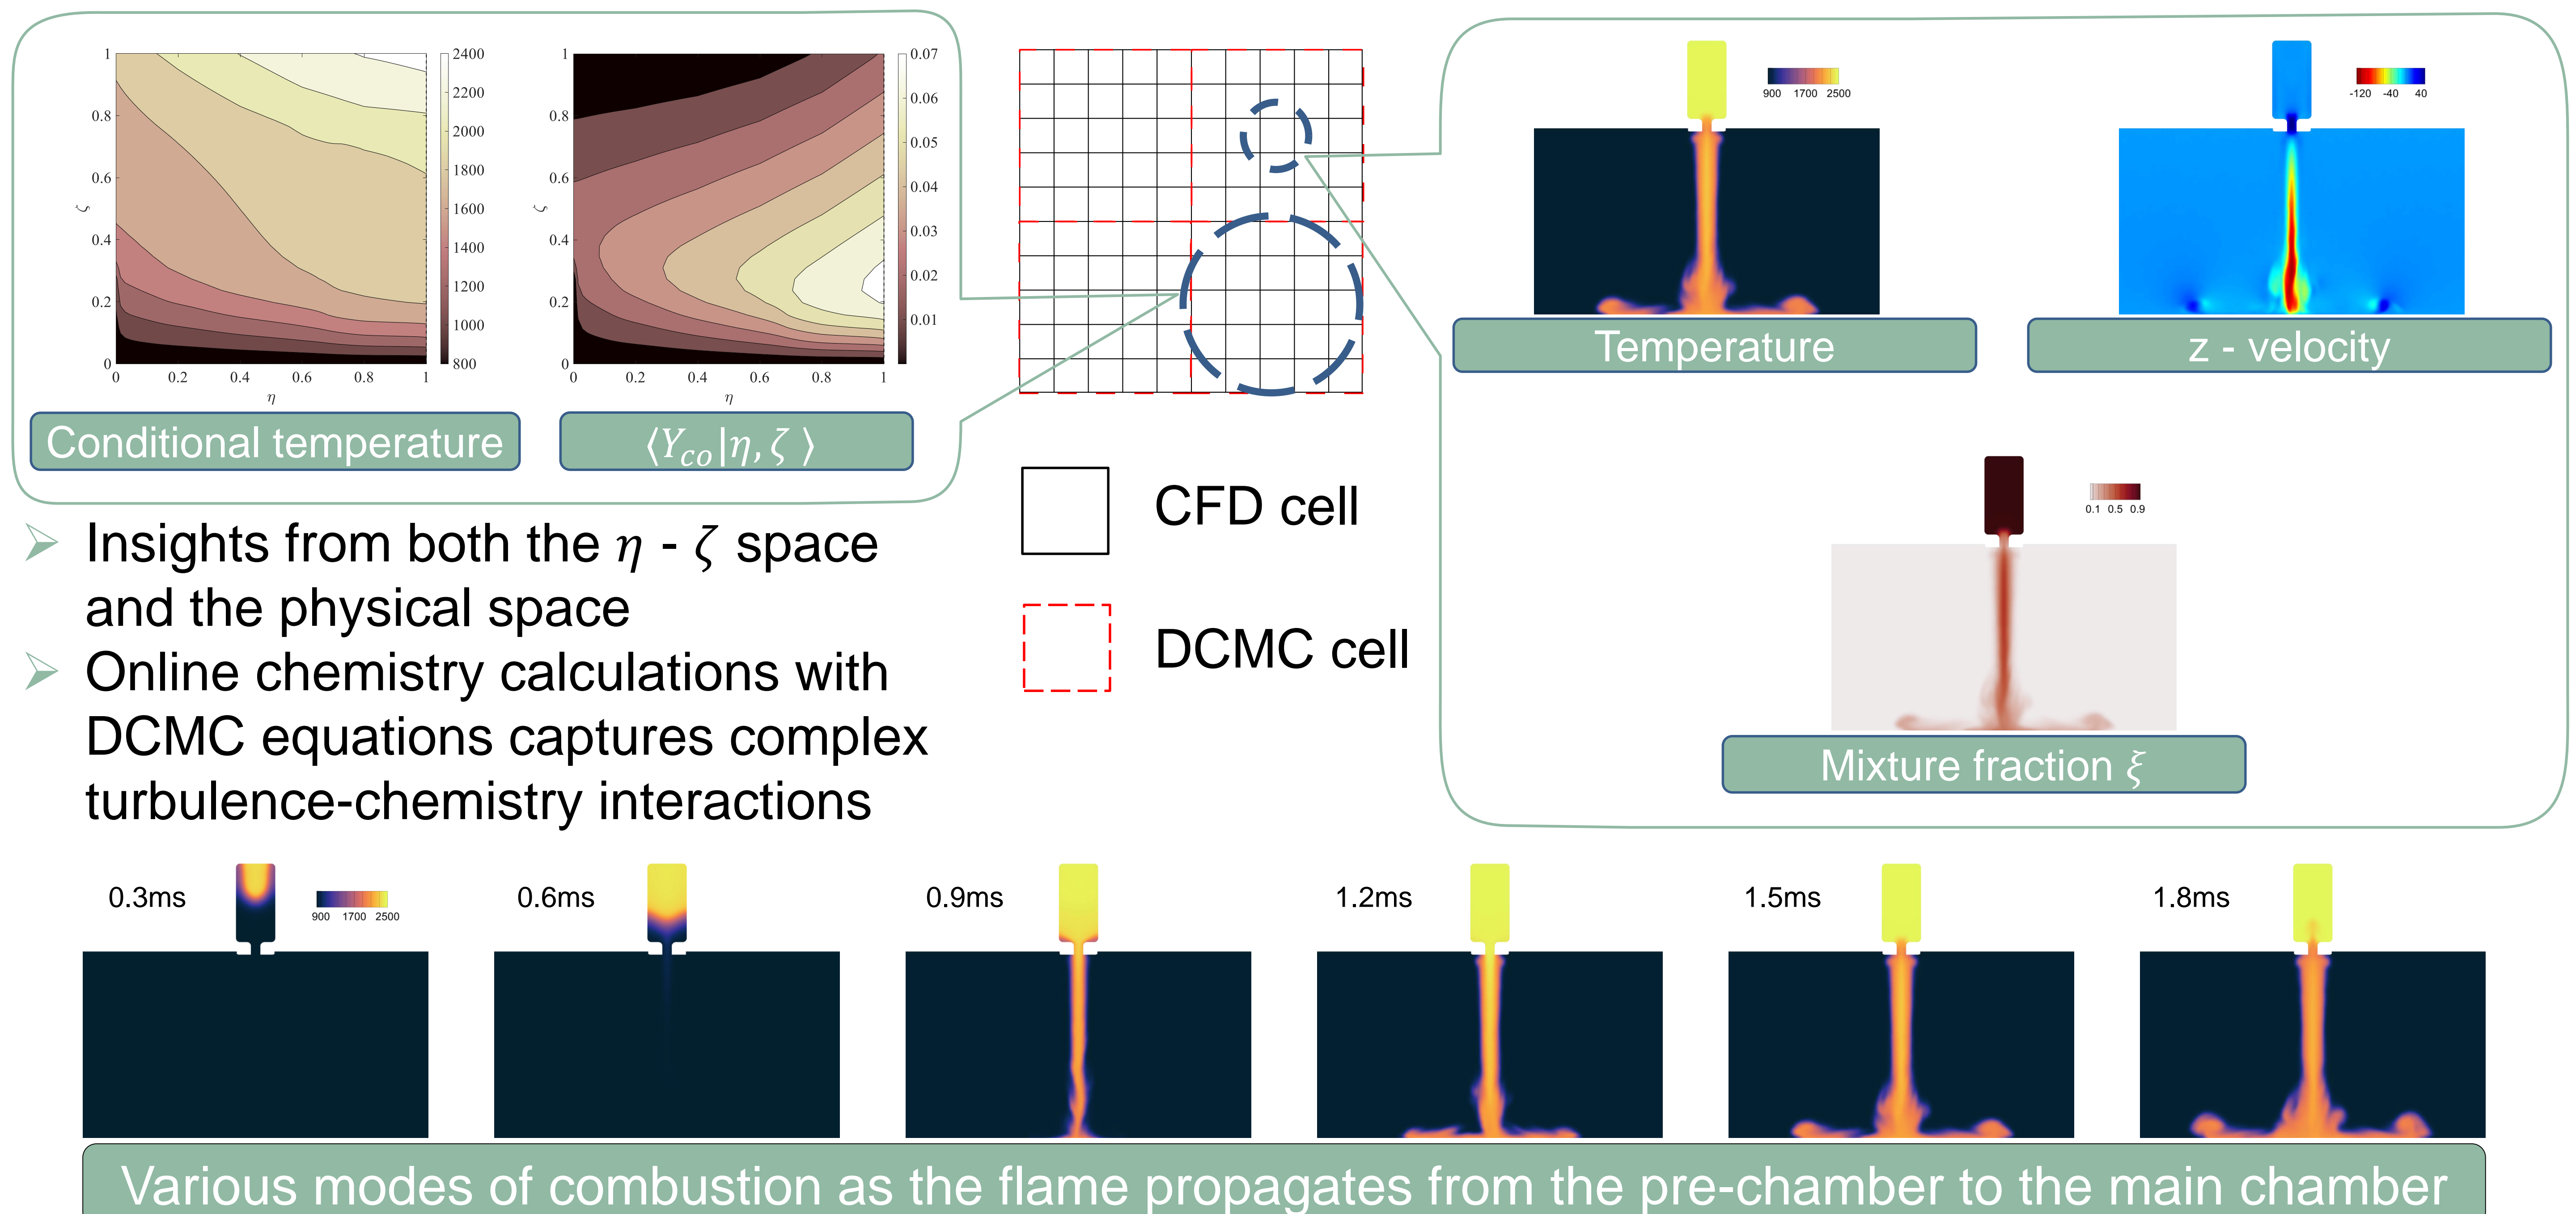 1
0.8
0.6
0.4
0.2
0
ζ
0
0.2
0.4
0.6
0.8
1
η
2400
2200
2000
1800
1600
1400
1200
1000
800
Conditional temperature
1
0.8
0.6
0.4
0.2
0
ζ
0
0.2
0.4
0.6
0.8
1
η
0.07
0.06
0.05
0.04
0.03
0.02
0.01
⟨Y_co|η, ζ ⟩
CFD cell
DCMC cell
900 1700 2500
Temperature
-120 -40 40
z - velocity
0.1 0.5 0.9
Mixture fraction ξ
Insights from both the η - ζ space
and the physical space
Online chemistry calculations with
DCMC equations captures complex
turbulence-chemistry interactions
0.3ms
900 1700 2500
0.6ms
0.9ms
1.2ms
1.5ms
1.8ms
Various modes of combustion as the flame propagates from the pre-chamber to the main chamber